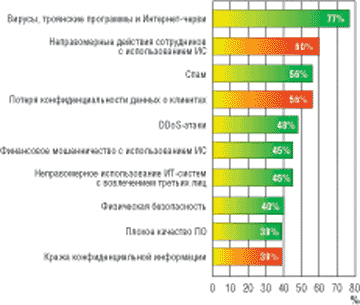 Вирусы, троянские программы и Интернет-черви 77%
Неправомерные действия сотрудников
с использованием ИС 60%
Спам 56%
Потеря конфиденциальности данных о клиентах 56%
DDoS-атаки 48%
Финансовое мошенничество с использованием ИС 45%
Неправомерное использование ИТ-систем
с вовлечением третьих лиц 45%
Физическая безопасность 40%
Плохое качество ПО 39%
Кража конфиденциальной информации 39%
0 10 20 30 40 50 60 70 80
%